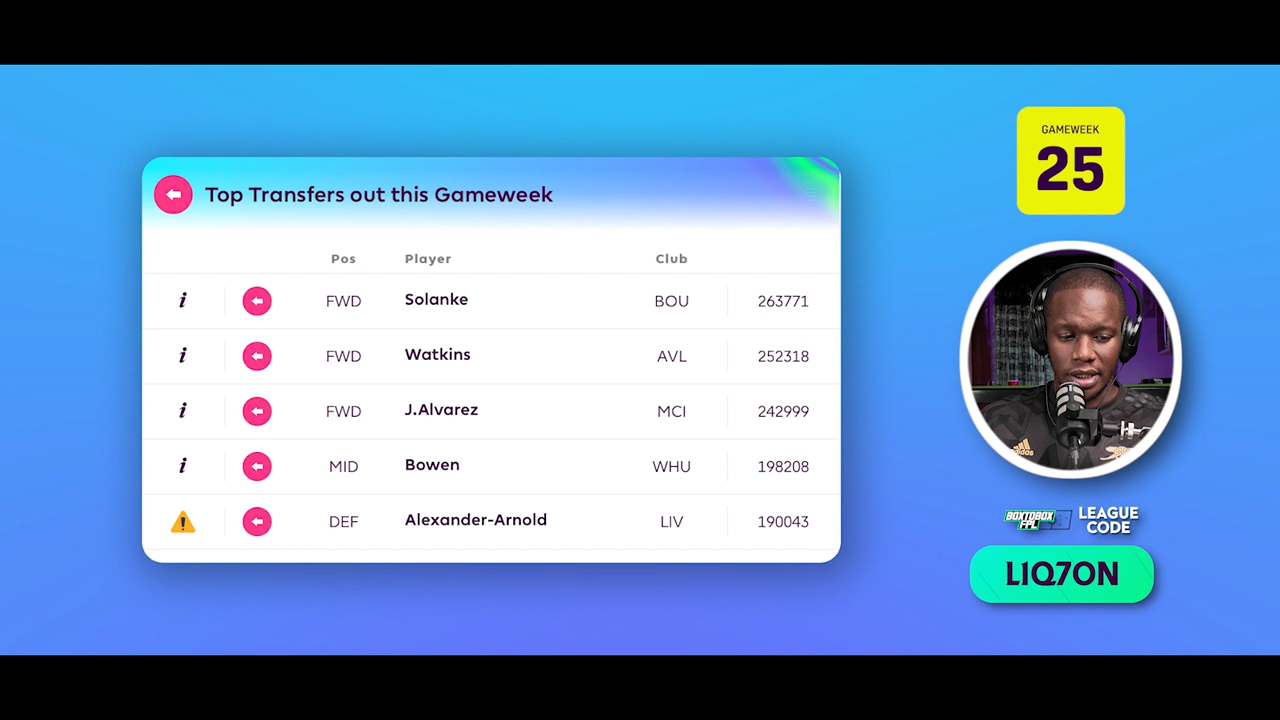 GAMEWEEK
25
Top Transfers out this Gameweek
Pos Player Club
i FWD Solanke BOU 263771
i FWD Watkins AVL 252318
i FWD J.Alvarez MCI 242999
i MID Bowen WHU 198208
! DEF Alexander-Arnold LIV 190043
adidas
BOXTOBOX
FPL
LEAGUE
CODE
L1Q7ON